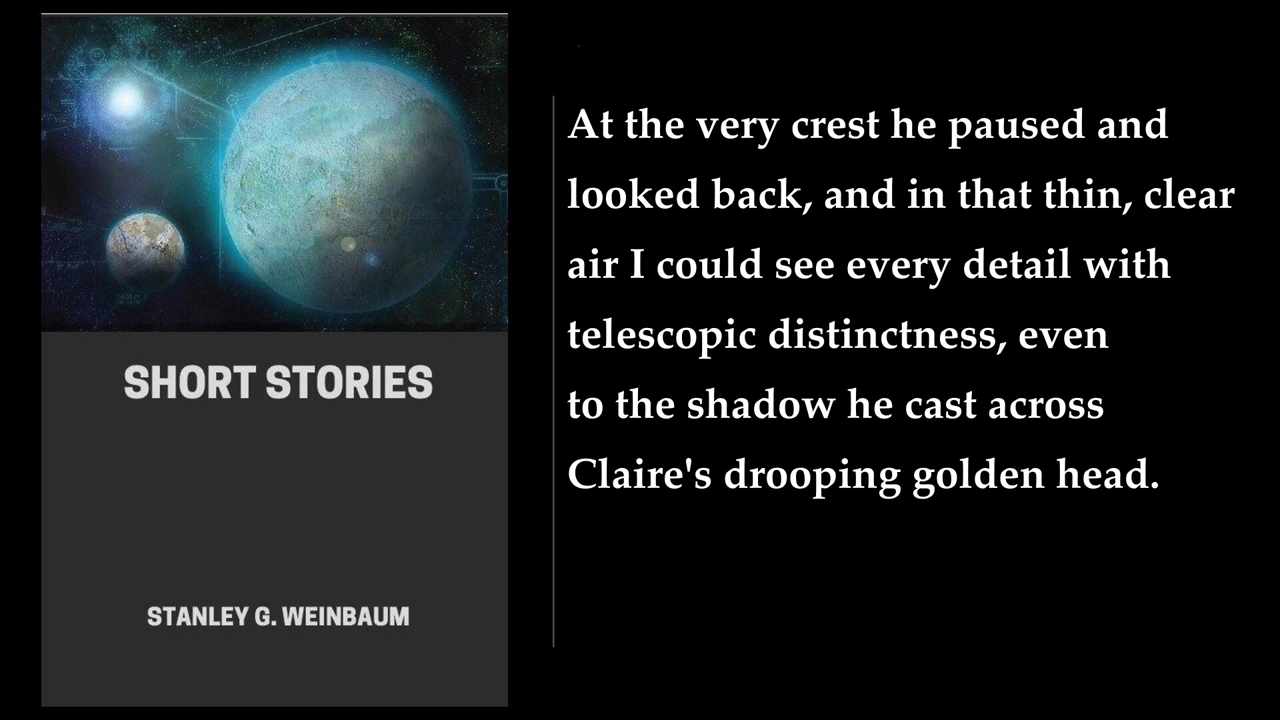 SHORT STORIES
STANLEY G. WEINBAUM
At the very crest he paused and
looked back, and in that thin, clear
air I could see every detail with
telescopic distinctness, even
to the shadow he cast across
Claire's drooping golden head.